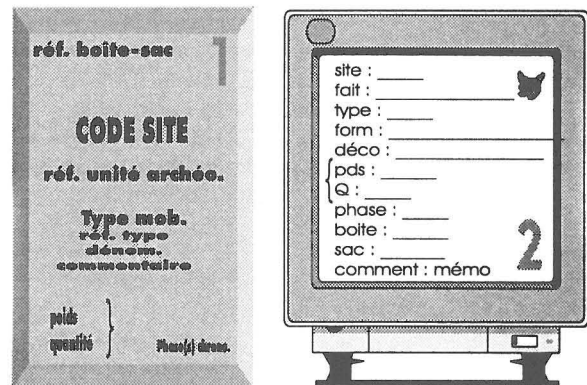 réf. boite-sac 1
CODE SITE
réf. unité archéo.
Type mob.
réf. type
dénom.
commentaire
poids
quantité
Phase(s) chrono.
site :
fait :
type :
form :
déco :
pds :
Q :
phase :
boite :
sac :
comment : mémo
2